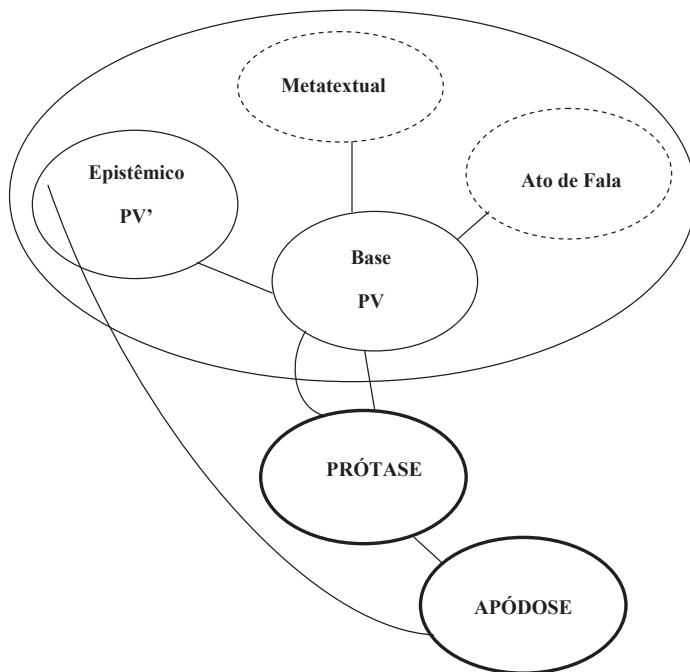 Metatextual
Epistêmico
PV’
Ato de Fala
Base
PV
PRÓTASE
APÓDOSE